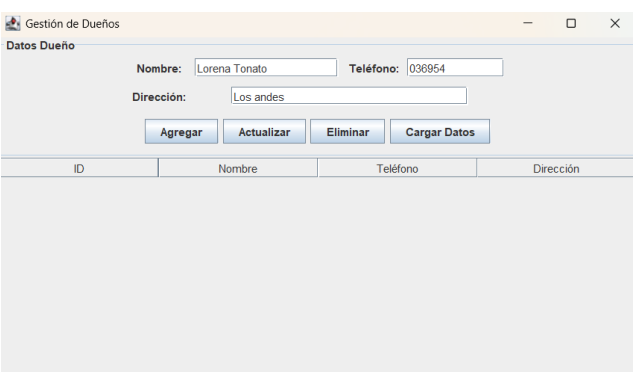 Gestión de Dueños
Datos Dueño
Nombre: Lorena Tonato Teléfono: 036954
Dirección: Los andes
Agregar Actualizar Eliminar Cargar Datos
ID Nombre Teléfono Dirección